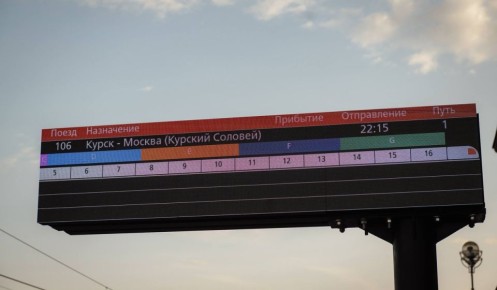 Поезд Назначение Прибытие Отправление Путь
106 Курск - Москва (Курский Соловей) 22:15 1
D E F G
5 6 7 8 9 10 11 12 13 14 15 16